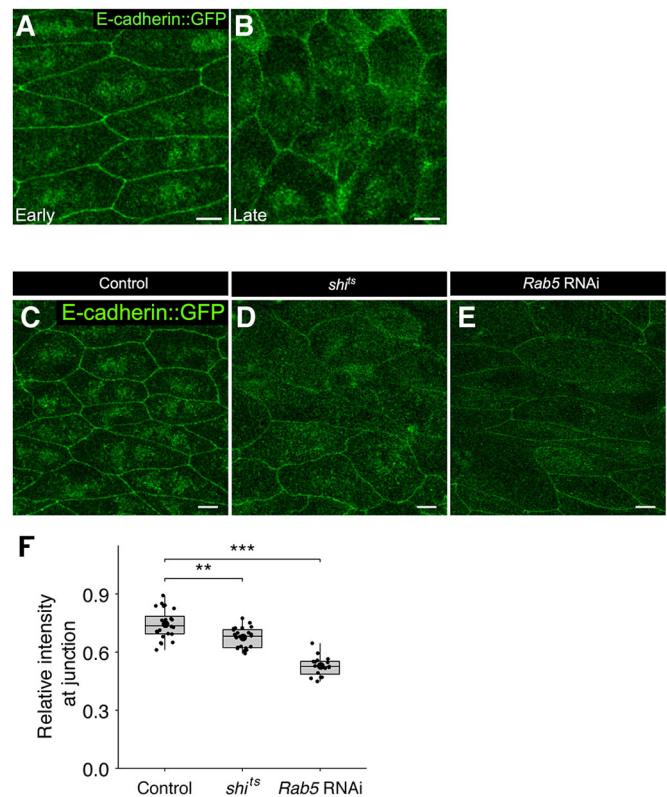 A
E-cadherin::GFP
B
Early
Late
Control
shi^ts
Rab5 RNAi
C
E-cadherin::GFP
D
E
F
***
**
Relative intensity
at junction
0.9
0.6
0.3
0.0
Control
shi^ts
Rab5 RNAi